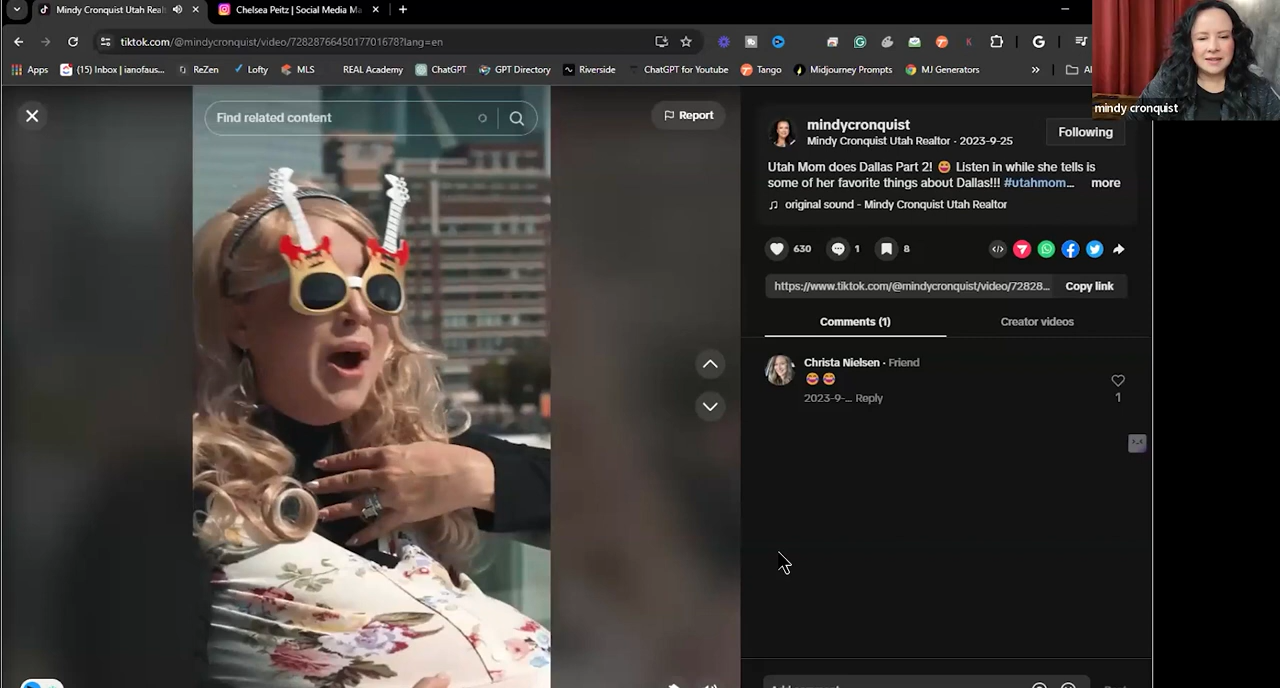 Mindy Cronquist Utah Real
Chelsea Peitz | Social Media Ma
tiktok.com/@mindycronquist/video/7282876645017701678?lang=en
Apps
(15) Inbox | ianofaus...
ReZen
Lofty
MLS
REAL Academy
ChatGPT
GPT Directory
Riverside
ChatGPT for Youtube
Tango
Midjourney Prompts
MJ Generators
mindy cronquist
Find related content
Report
mindycronquist
Mindy Cronquist Utah Realtor · 2023-9-25
Following
Utah Mom does Dallas Part 2! 😆 Listen in while she tells is
some of her favorite things about Dallas!!! #utahmom... more
original sound - Mindy Cronquist Utah Realtor
630
1
8
https://www.tiktok.com/@mindycronquist/video/72828...
Copy link
Comments (1)
Creator videos
Christa Nielsen · Friend
😆 😆
2023-9-... Reply
1